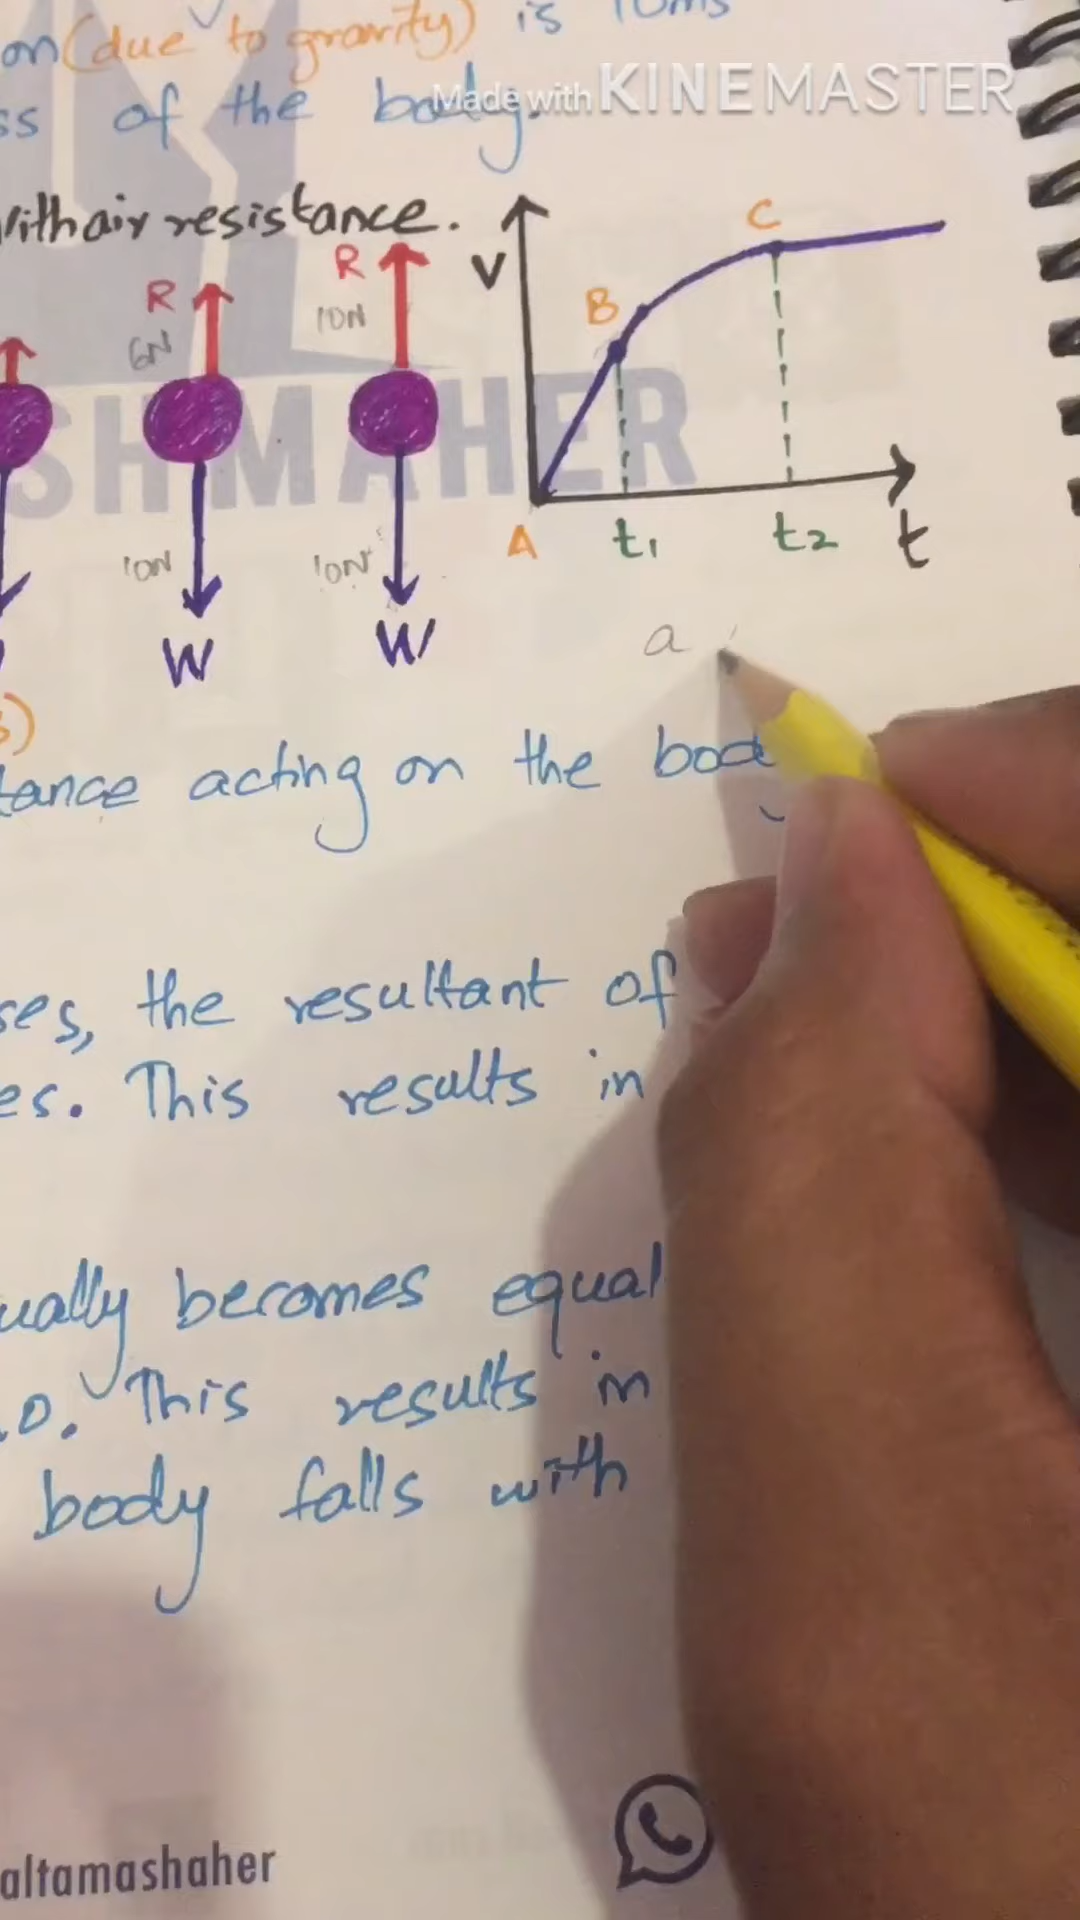 on (due to gravity) is 10ms
ss of the body.
Made with KINEMASTER
With air resistance.
R
R
V
C
B
6N
10N
SHMAHER
A
t1
t2
t
10N
10N
W
W
a
s)
tance acting on the body
ses, the resultant of
es. This results in
ually becomes equal
.o. This results in
body falls with
altamashaher